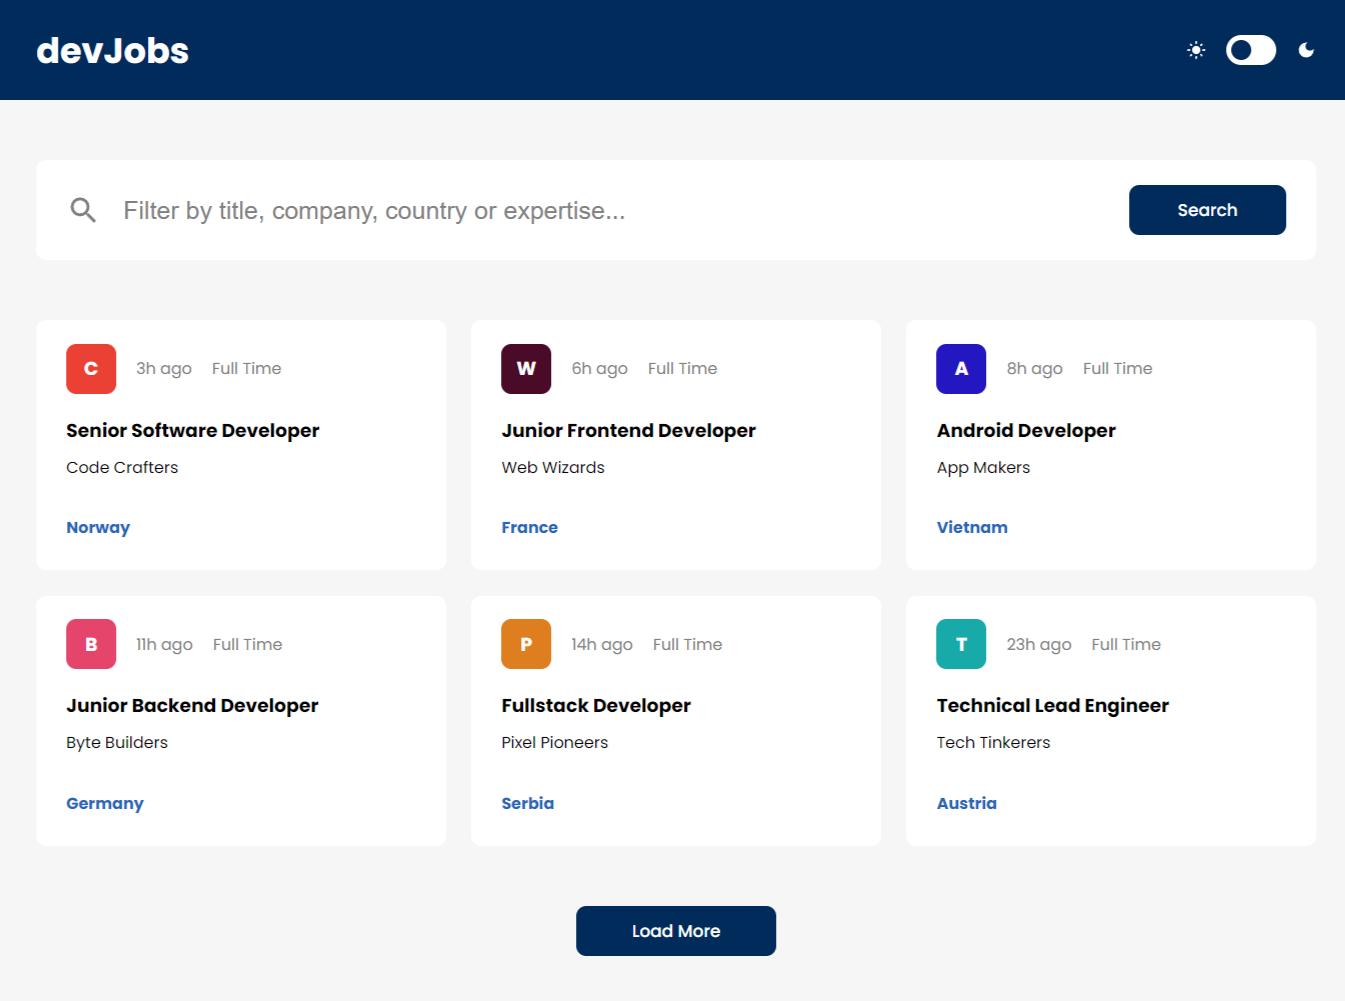 devJobs
Filter by title, company, country or expertise...
Search
C
3h ago Full Time
Senior Software Developer
Code Crafters
Norway
W
6h ago Full Time
Junior Frontend Developer
Web Wizards
France
A
8h ago Full Time
Android Developer
App Makers
Vietnam
B
11h ago Full Time
Junior Backend Developer
Byte Builders
Germany
P
14h ago Full Time
Fullstack Developer
Pixel Pioneers
Serbia
T
23h ago Full Time
Technical Lead Engineer
Tech Tinkerers
Austria
Load More